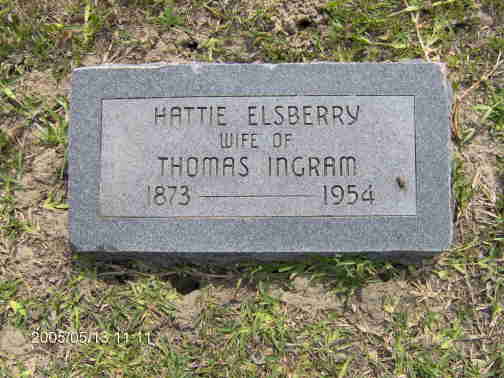 HATTIE ELSBERRY
WIFE OF
THOMAS INGRAM
1873 — 1954
2005/05/13 11:11